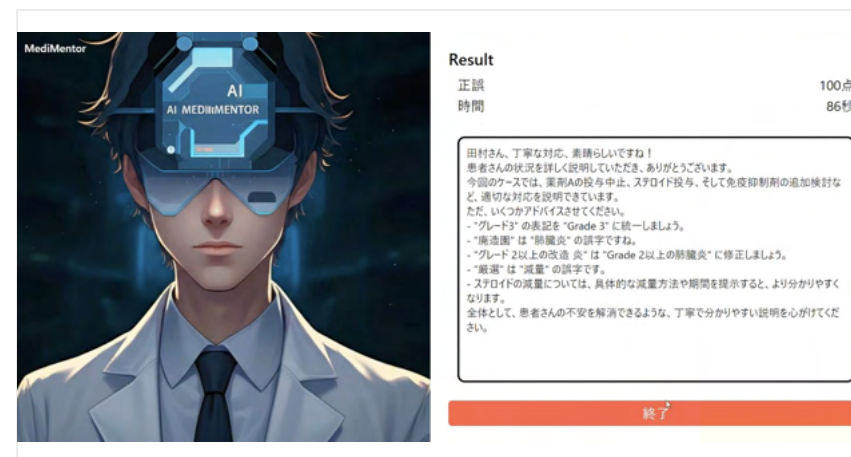 MediMentor
AI
AI MEDIMENTOR
Result
正誤 100点
時間 86秒
田村さん、丁寧な対応、素晴らしいですね！
患者さんの状況を詳しく説明していただき、ありがとうございます。
今回のケースでは、薬剤Aの投与中止、ステロイド投与、そして免疫抑制剤の追加検討な
ど、適切な対応を説明できています。
ただ、いくつかアドバイスさせてください。
- "グレード3" の表記を "Grade 3" に統一しましょう。
- "廃造園" は "肺臓炎" の誤字ですね。
- "グレード 2以上の改造 炎" は "Grade 2以上の肺臓炎" に修正しましょう。
- "厳選" は "減量" の誤字です。
- ステロイドの減量については、具体的な減量方法や期間を提示すると、より分かりやすく
なります。
全体として、患者さんの不安を解消できるような、丁寧で分かりやすい説明を心がけてくだ
さい。
終了